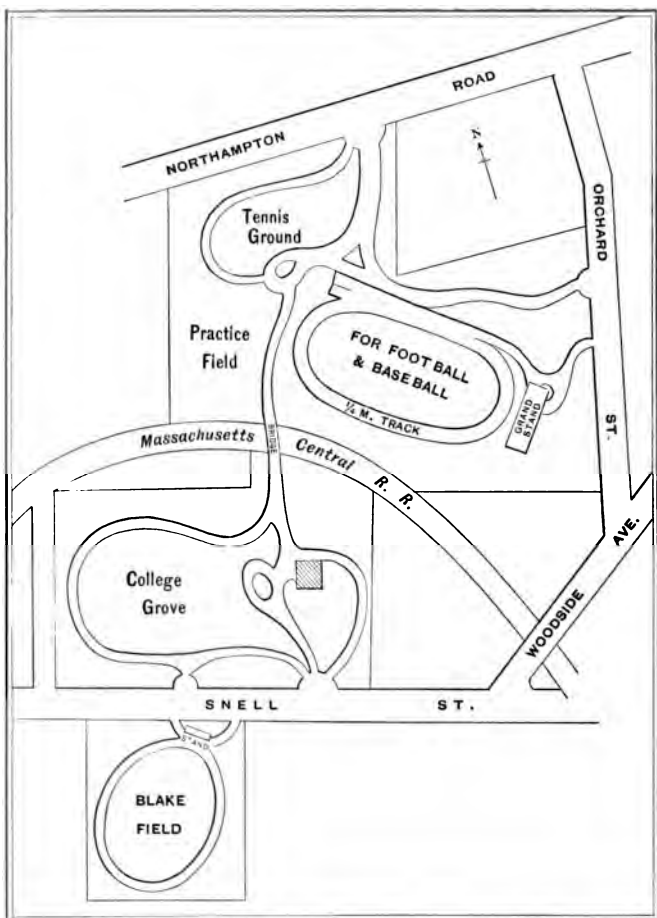 NORTHAMPTON ROAD
N
ORCHARD ST.
Tennis
Ground
Practice
Field
FOR FOOT BALL
& BASE BALL
¼ M. TRACK
GRAND
STAND
Massachusetts Central R. R.
BRIDGE
WOODSIDE AVE.
College
Grove
SNELL ST.
STAND
BLAKE
FIELD